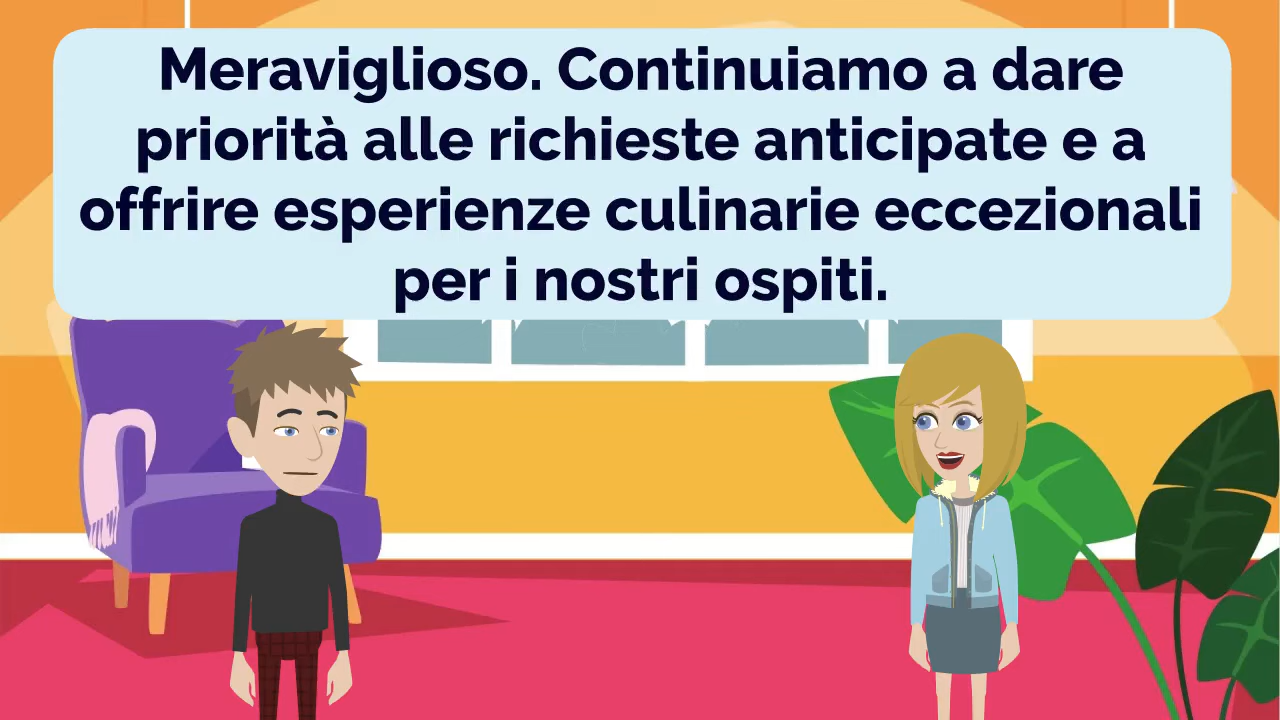 Meraviglioso. Continuiamo a dare
priorità alle richieste anticipate e a
offrire esperienze culinarie eccezionali
per i nostri ospiti.